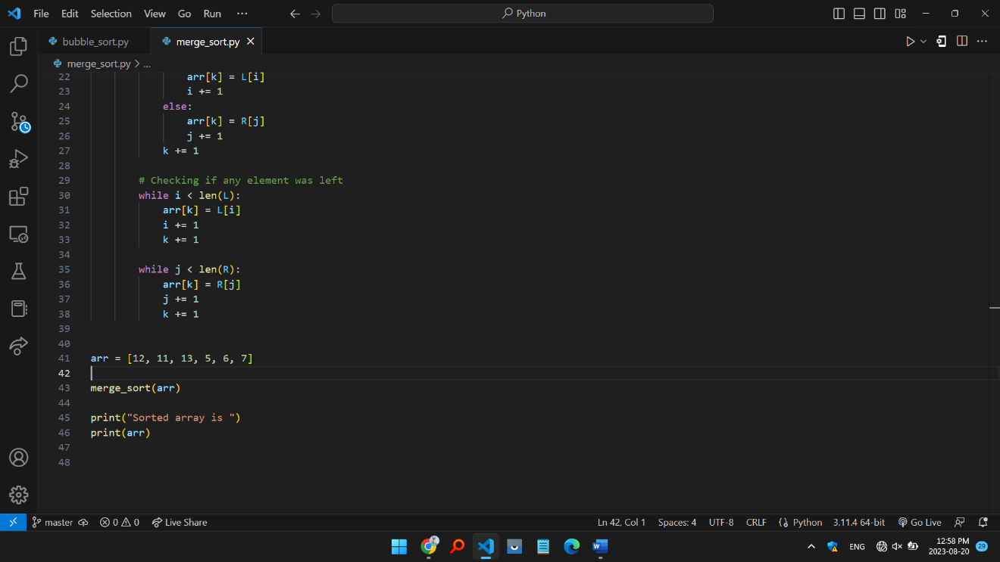 File Edit Selection View Go Run ··· Python
bubble_sort.py merge_sort.py
merge_sort.py > ...
22 arr[k] = L[i]
23 i += 1
24 else:
25 arr[k] = R[j]
26 j += 1
27 k += 1
28
29 # Checking if any element was left
30 while i < len(L):
31 arr[k] = L[i]
32 i += 1
33 k += 1
34
35 while j < len(R):
36 arr[k] = R[j]
37 j += 1
38 k += 1
39
40
41 arr = [12, 11, 13, 5, 6, 7]
42
43 merge_sort(arr)
44
45 print("Sorted array is ")
46 print(arr)
47
48
master 0 0 Live Share Ln 42, Col 1 Spaces: 4 UTF-8 CRLF Python 3.11.4 64-bit Go Live
ENG 12:58 PM 29
2023-08-20